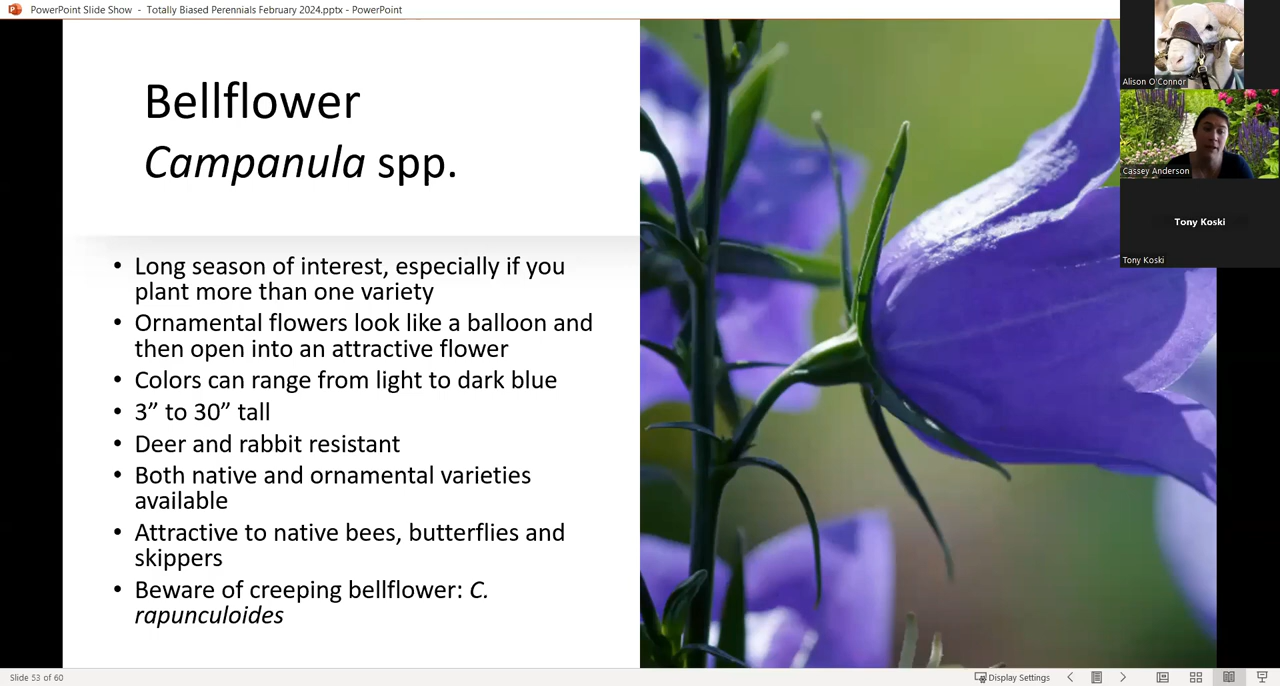 PowerPoint Slide Show - Totally Biased Perennials February 2024.pptx - PowerPoint
Bellflower
Campanula spp.
• Long season of interest, especially if you
plant more than one variety
• Ornamental flowers look like a balloon and
then open into an attractive flower
• Colors can range from light to dark blue
• 3” to 30” tall
• Deer and rabbit resistant
• Both native and ornamental varieties
available
• Attractive to native bees, butterflies and
skippers
• Beware of creeping bellflower: C.
rapunculoides
Alison O'Connor
Cassey Anderson
Tony Koski
Tony Koski
Slide 53 of 60
Display Settings